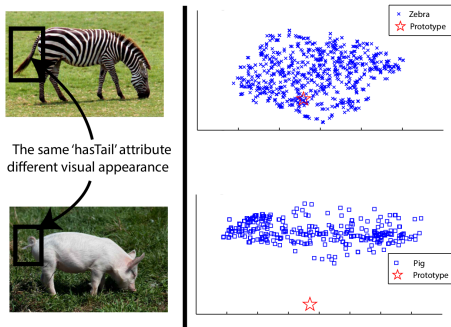 The same 'hasTail' attribute
different visual appearance
Zebra
Prototype
Pig
Prototype